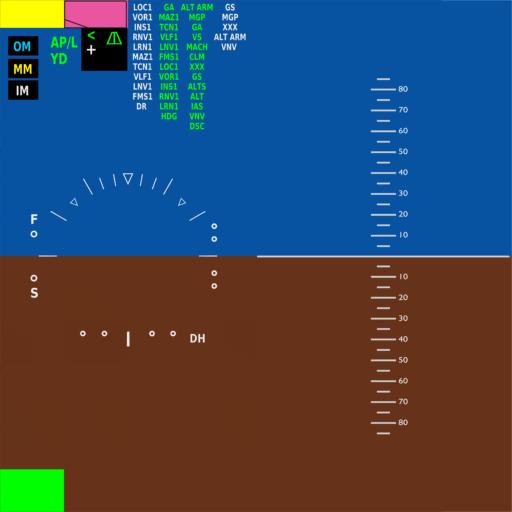 LOC1 GA ALT ARM GS
VOR1 MAZ1 MGP MGP
INS1 TCN1 GA XXX
RNV1 VLF1 VS ALT ARM
LRN1 LNV1 MACH VNV
MAZ1 FMS1 CLM
TCN1 LOC1 XXX
VLF1 VOR1 GS
LNV1 INS1 ALTS
FMS1 RNV1 ALT
DR LRN1 IAS
HDG VNV
DSC
AP/L
YD
<
+
OM
MM
IM
F
S
DH
80
70
60
50
40
30
20
10
10
20
30
40
50
60
70
80